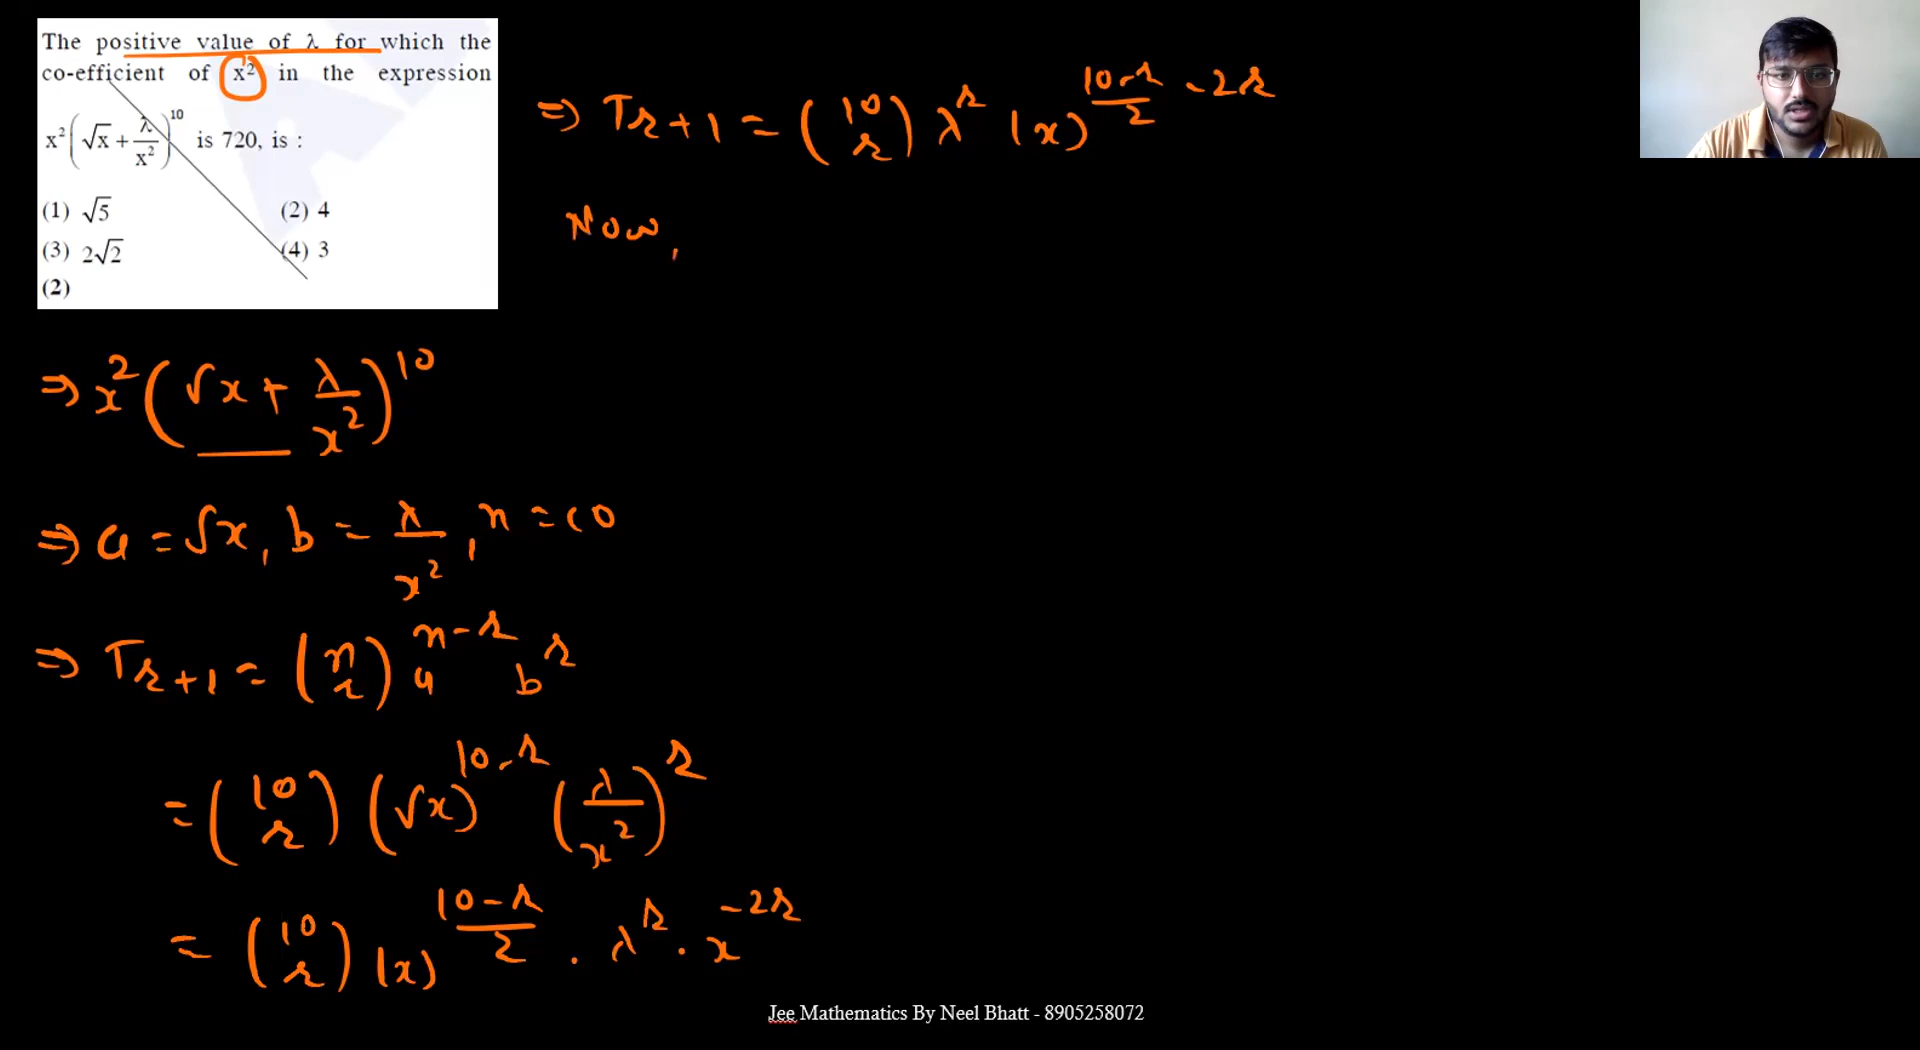 The positive value of λ for which the
co-efficient of x² in the expression
x²(√x + λ/x²)¹⁰ is 720, is :
(1) √5 (2) 4
(3) 2√2 (4) 3
(2)
⇒ x²(√x + λ/x²)¹⁰
⇒ a = √x, b = λ/x², n = 10
⇒ Tr+1 = (n r) a^(n-r) b^r
= (10 r) (√x)^(10-r) (λ/x²)^r
= (10 r) (x)^((10-r)/2) . λ^r . x^(-2r)
⇒ Tr+1 = (10 r) λ^r (x)^((10-r)/2 - 2r)
Now,
Jee Mathematics By Neel Bhatt - 8905258072